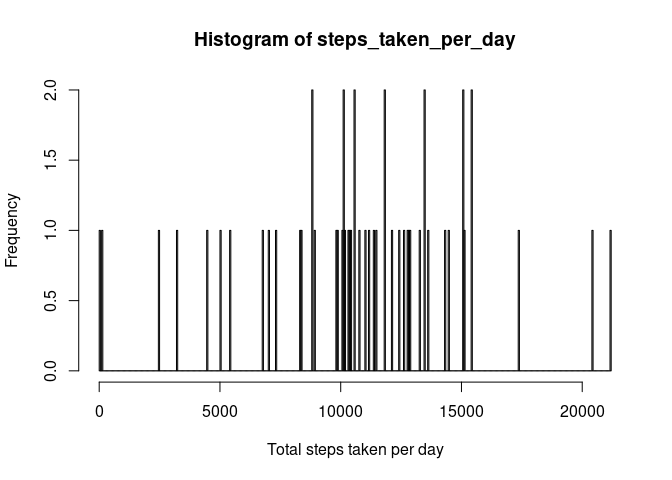 Histogram of steps_taken_per_day
Frequency
2.0
1.5
1.0
0.5
0.0
0 5000 10000 15000 20000
Total steps taken per day